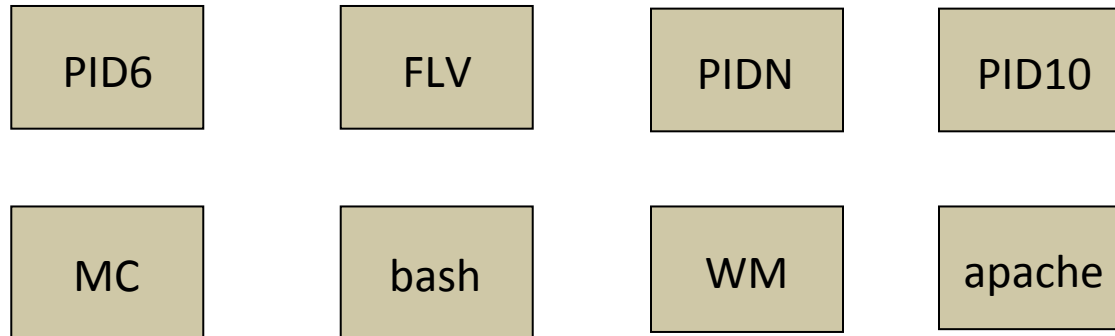 PID6
FLV
PIDN
PID10
MC
bash
WM
apache